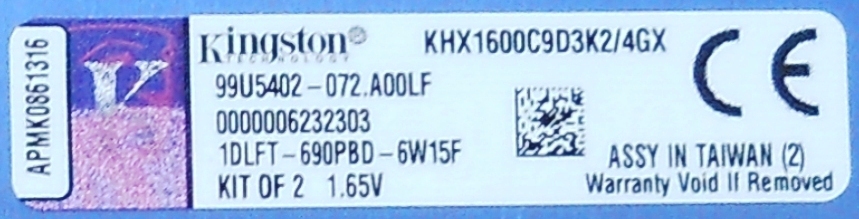 APMK0861316
Kingston® KHX1600C9D3K2/4GX
TECHNOLOGY
99U5402-072.A00LF
0000006232303
1DLFT-690PBD-6W15F
KIT OF 2 1.65V
CE
ASSY IN TAIWAN (2)
Warranty Void If Removed